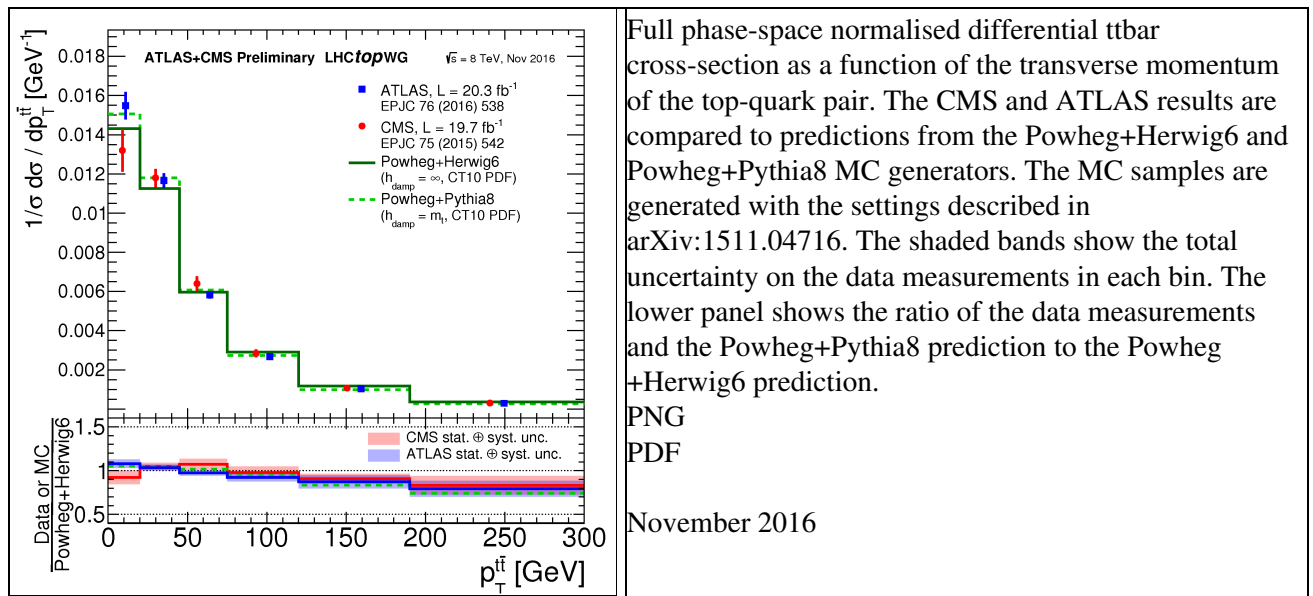 1/σ dσ / dp_T^{tt̄} [GeV⁻¹]
0.018
0.016
0.014
0.012
0.01
0.008
0.006
0.004
0.002
ATLAS+CMS Preliminary LHCtopWG
√s = 8 TeV, Nov 2016
ATLAS, L = 20.3 fb⁻¹
EPJC 76 (2016) 538
CMS, L = 19.7 fb⁻¹
EPJC 75 (2015) 542
Powheg+Herwig6
(h_damp = ∞, CT10 PDF)
Powheg+Pythia8
(h_damp = m_t, CT10 PDF)
Data or MC
Powheg+Herwig6
1.5
1
0.5
CMS stat. ⊕ syst. unc.
ATLAS stat. ⊕ syst. unc.
0 50 100 150 200 250 300
p_T^{tt̄} [GeV]
Full phase-space normalised differential ttbar
cross-section as a function of the transverse momentum
of the top-quark pair. The CMS and ATLAS results are
compared to predictions from the Powheg+Herwig6 and
Powheg+Pythia8 MC generators. The MC samples are
generated with the settings described in
arXiv:1511.04716. The shaded bands show the total
uncertainty on the data measurements in each bin. The
lower panel shows the ratio of the data measurements
and the Powheg+Pythia8 prediction to the Powheg
+Herwig6 prediction.
PNG
PDF
November 2016